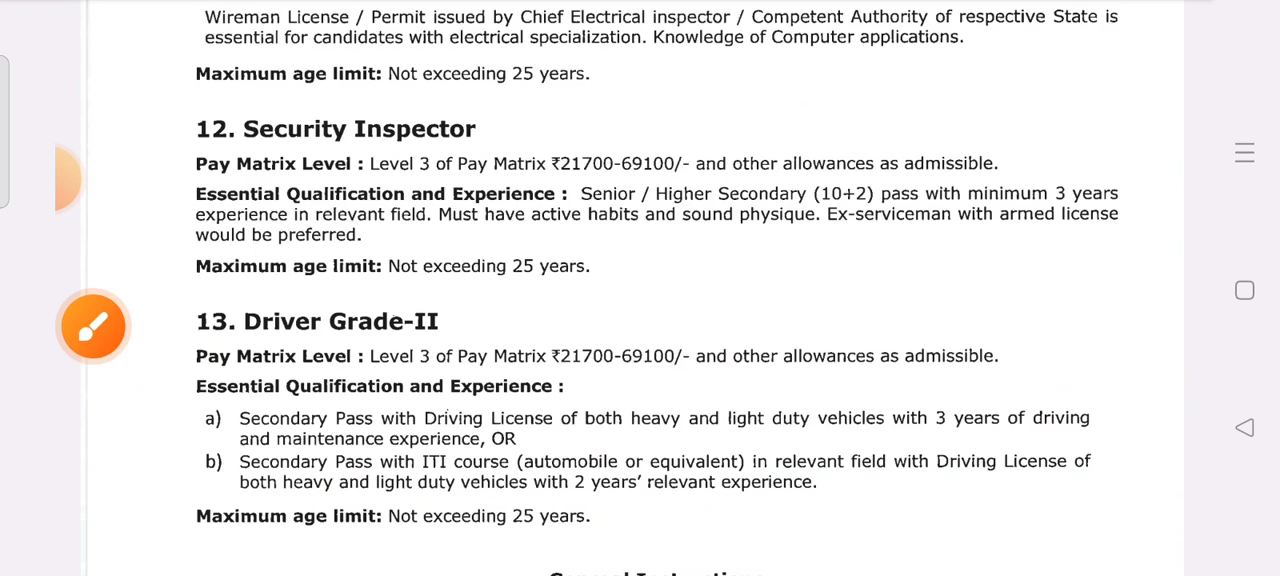 Wireman License / Permit issued by Chief Electrical inspector / Competent Authority of respective State is
essential for candidates with electrical specialization. Knowledge of Computer applications.
Maximum age limit: Not exceeding 25 years.
12. Security Inspector
Pay Matrix Level : Level 3 of Pay Matrix ₹21700-69100/- and other allowances as admissible.
Essential Qualification and Experience : Senior / Higher Secondary (10+2) pass with minimum 3 years
experience in relevant field. Must have active habits and sound physique. Ex-serviceman with armed license
would be preferred.
Maximum age limit: Not exceeding 25 years.
13. Driver Grade-II
Pay Matrix Level : Level 3 of Pay Matrix ₹21700-69100/- and other allowances as admissible.
Essential Qualification and Experience :
a) Secondary Pass with Driving License of both heavy and light duty vehicles with 3 years of driving
and maintenance experience, OR
b) Secondary Pass with ITI course (automobile or equivalent) in relevant field with Driving License of
both heavy and light duty vehicles with 2 years' relevant experience.
Maximum age limit: Not exceeding 25 years.